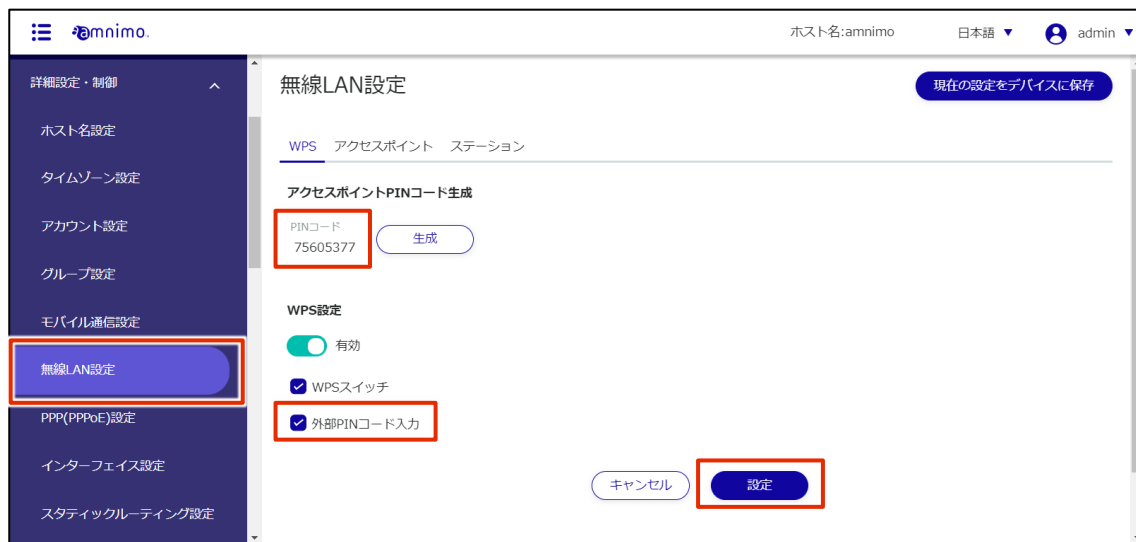 amnimo.
ホスト名:amnimo
日本語 ▼
admin ▼
詳細設定・制御
ホスト名設定
タイムゾーン設定
アカウント設定
グループ設定
モバイル通信設定
無線LAN設定
PPP(PPPoE)設定
インターフェイス設定
スタティックルーティング設定
無線LAN設定
現在の設定をデバイスに保存
WPS アクセスポイント ステーション
アクセスポイントPINコード生成
PINコード
75605377
生成
WPS設定
有効
WPSスイッチ
外部PINコード入力
キャンセル
設定